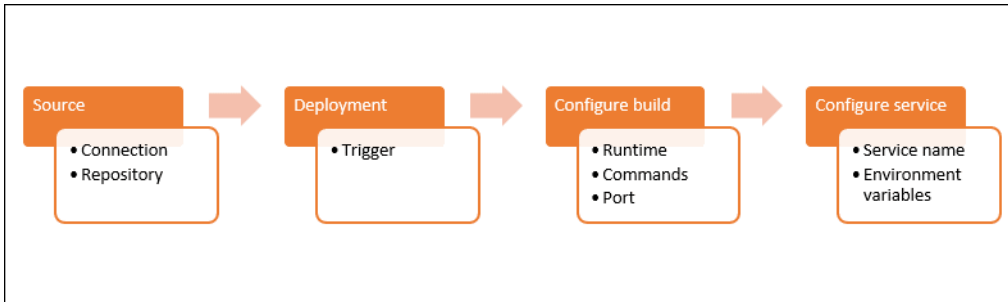 Source
• Connection
• Repository
Deployment
• Trigger
Configure build
• Runtime
• Commands
• Port
Configure service
• Service name
• Environment
variables